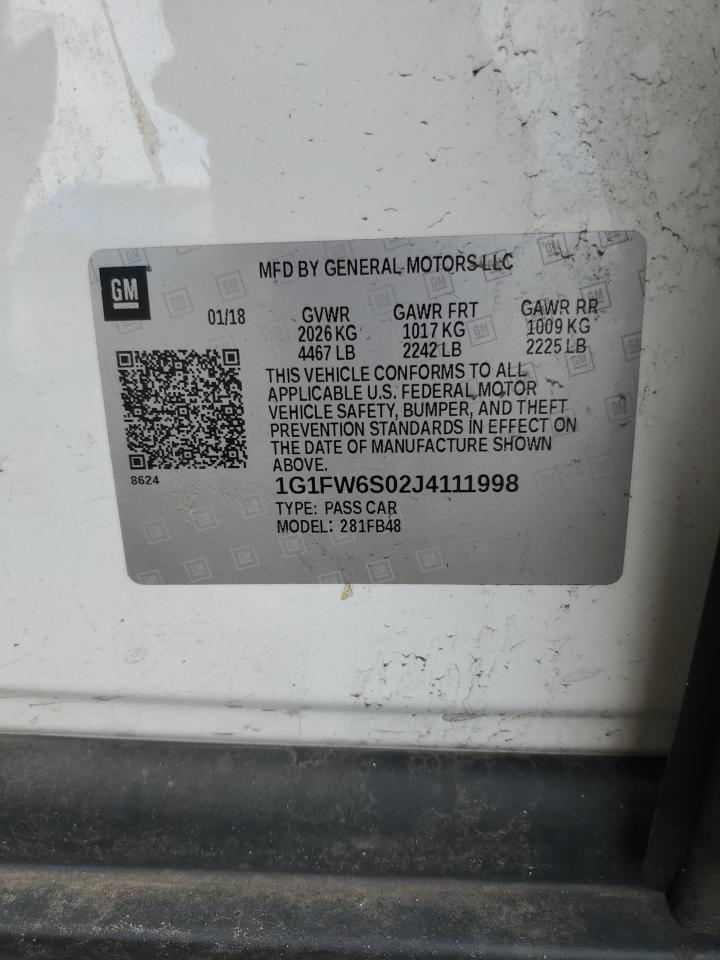 MFD BY GENERAL MOTORS LLC
GM®
01/18
GVWR GAWR FRT GAWR RR
2026 KG 1017 KG 1009 KG
4467 LB 2242 LB 2225 LB
THIS VEHICLE CONFORMS TO ALL
APPLICABLE U.S. FEDERAL MOTOR
VEHICLE SAFETY, BUMPER, AND THEFT
PREVENTION STANDARDS IN EFFECT ON
THE DATE OF MANUFACTURE SHOWN
ABOVE.
8624
1G1FW6S02J4111998
TYPE: PASS CAR
MODEL: 281FB48